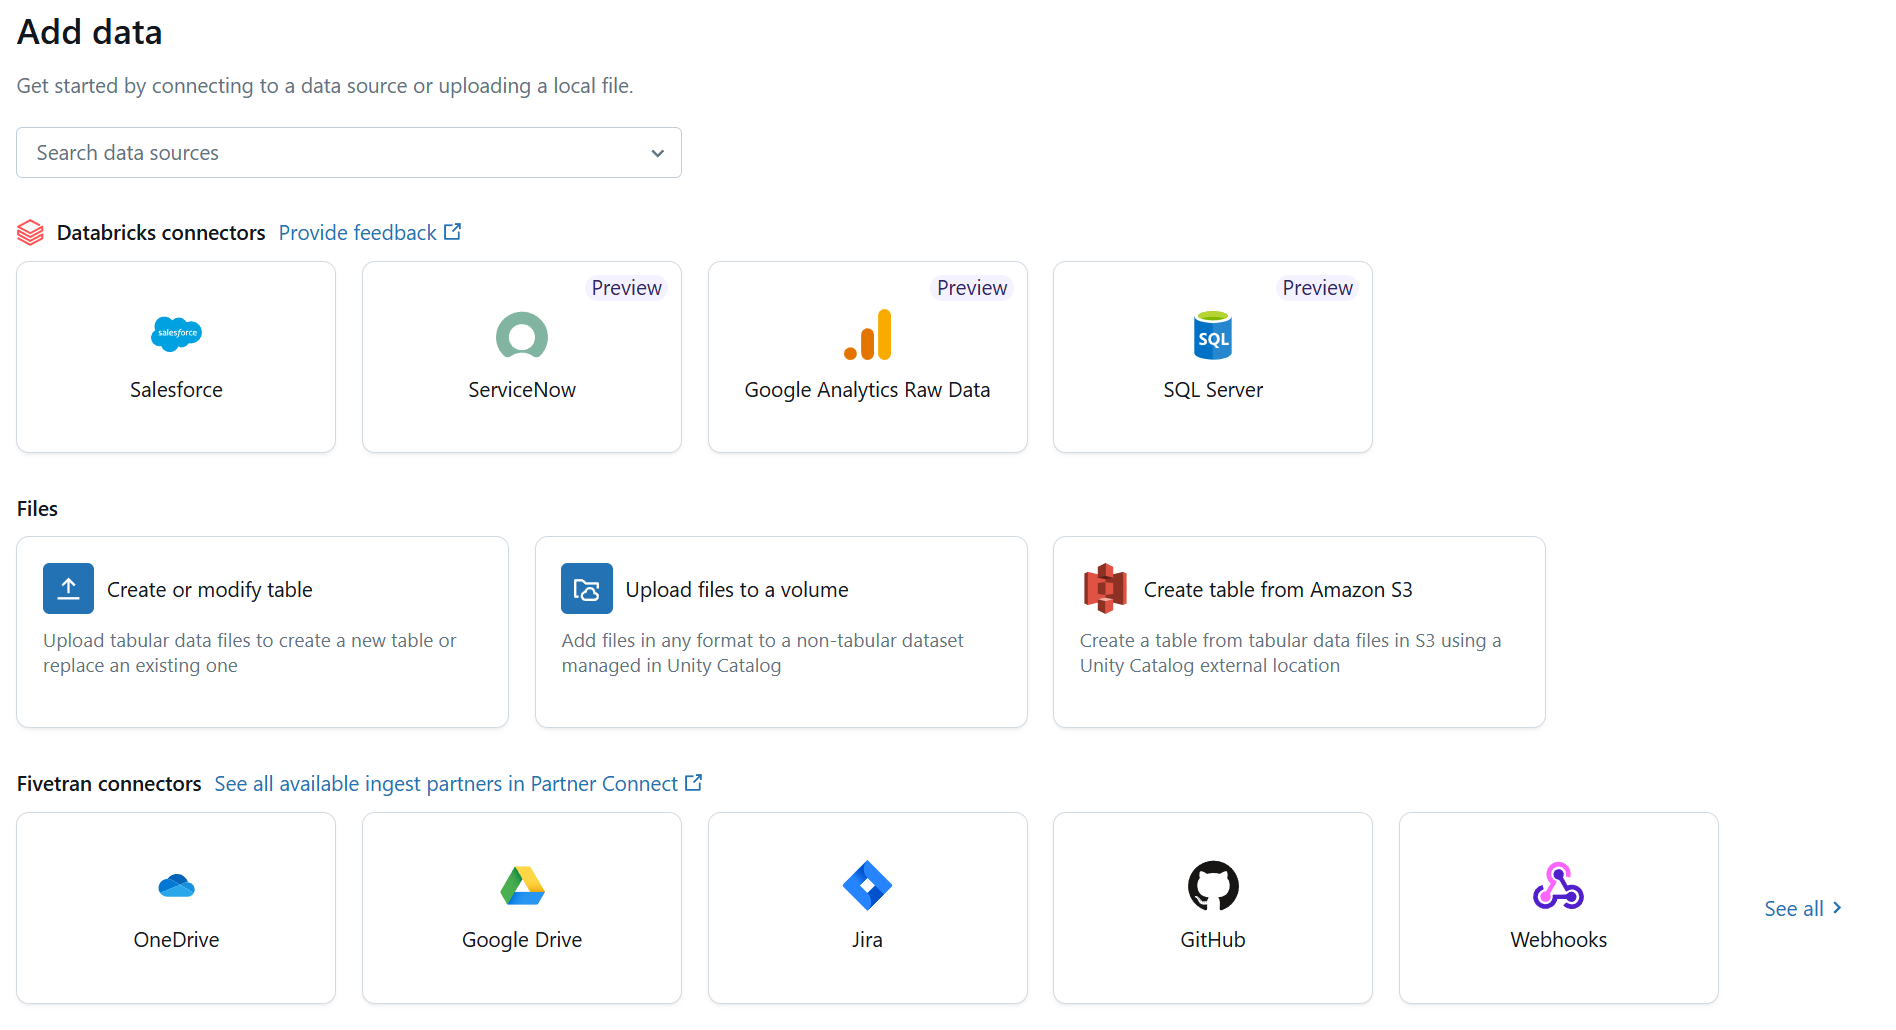 Add data
Get started by connecting to a data source or uploading a local file.
Search data sources
Databricks connectors Provide feedback
Preview
Preview
Preview
salesforce
SQL
Salesforce
ServiceNow
Google Analytics Raw Data
SQL Server
Files
Create or modify table
Upload tabular data files to create a new table or
replace an existing one
Upload files to a volume
Add files in any format to a non-tabular dataset
managed in Unity Catalog
Create table from Amazon S3
Create a table from tabular data files in S3 using a
Unity Catalog external location
Fivetran connectors See all available ingest partners in Partner Connect
OneDrive
Google Drive
Jira
GitHub
Webhooks
See all